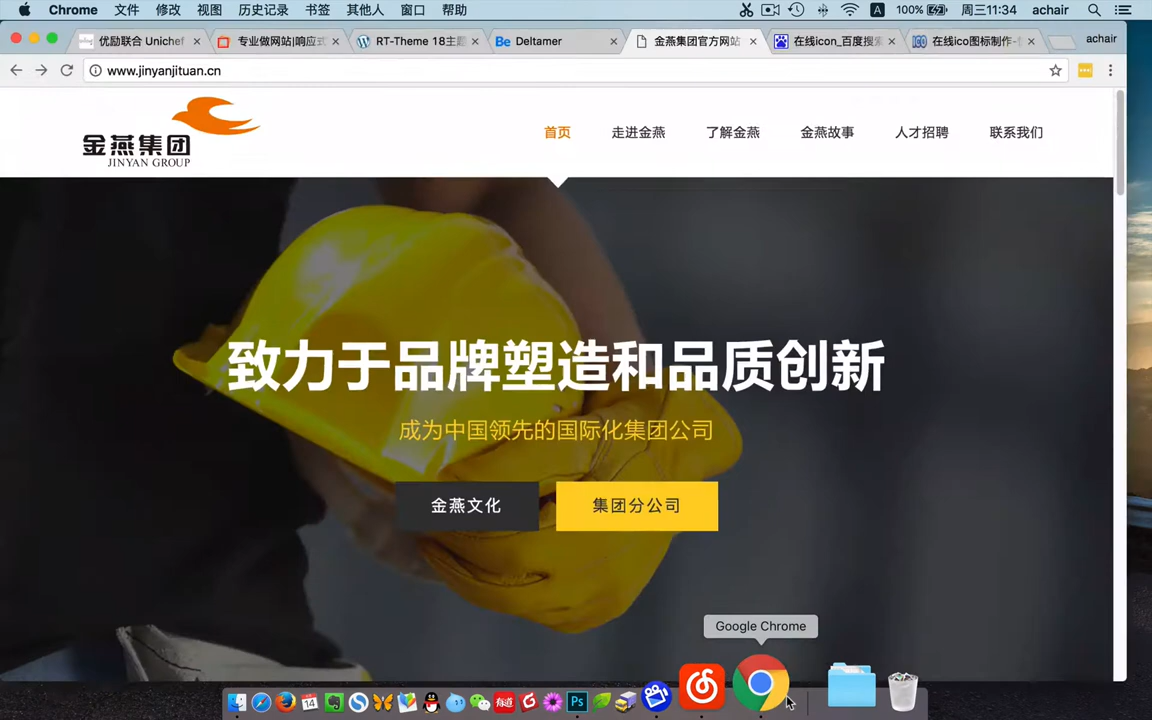 Chrome 文件 修改 视图 历史记录 书签 其他人 窗口 帮助 A 100% 周三11:34 achair
优励联合 Unichef 专业做网站|响应式 RT-Theme 18主题 Be Deltamer 金燕集团官方网站 在线icon_百度搜索 在线ico图标制作- achair
www.jinyanjituan.cn
金燕集团
JINYAN GROUP
首页 走进金燕 了解金燕 金燕故事 人才招聘 联系我们
致力于品牌塑造和品质创新
成为中国领先的国际化集团公司
金燕文化 集团分公司
Google Chrome
14 有道 Ps